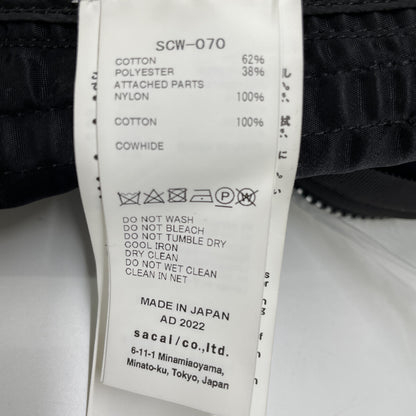 SCW-070
COTTON 62%
POLYESTER 38%
ATTACHED PARTS
NYLON 100%
COTTON 100%
COWHIDE
DO NOT WASH
DO NOT BLEACH
DO NOT TUMBLE DRY
COOL IRON
DRY CLEAN
DO NOT WET CLEAN
CLEAN IN NET
MADE IN JAPAN
AD 2022
sacai/co.,ltd.
6-11-1 Minamiaoyama,
Minato-ku, Tokyo, Japan